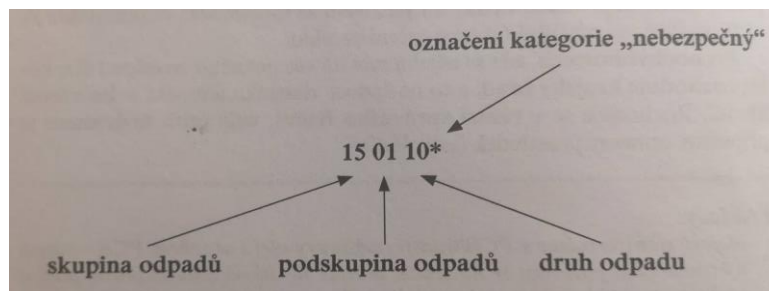 označení kategorie „nebezpečný“
15 01 10*
skupina odpadů podskupina odpadů druh odpadu